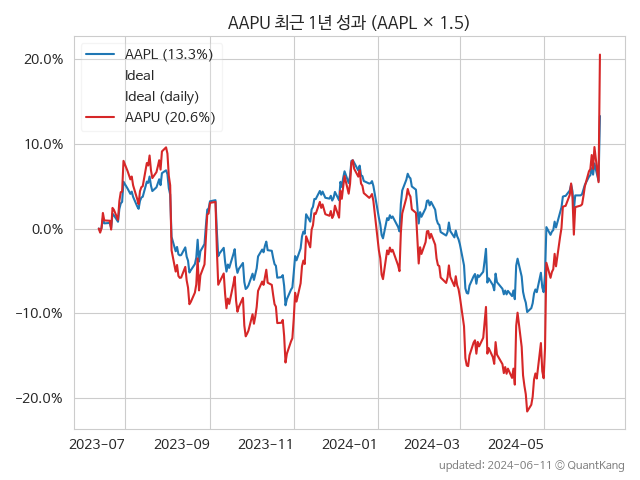 AAPU 최근 1년 성과 (AAPL × 1.5)
AAPL (13.3%)
Ideal
Ideal (daily)
AAPU (20.6%)
20.0%
10.0%
0.0%
−10.0%
−20.0%
2023-07
2023-09
2023-11
2024-01
2024-03
2024-05
updated: 2024-06-11 © QuantKang